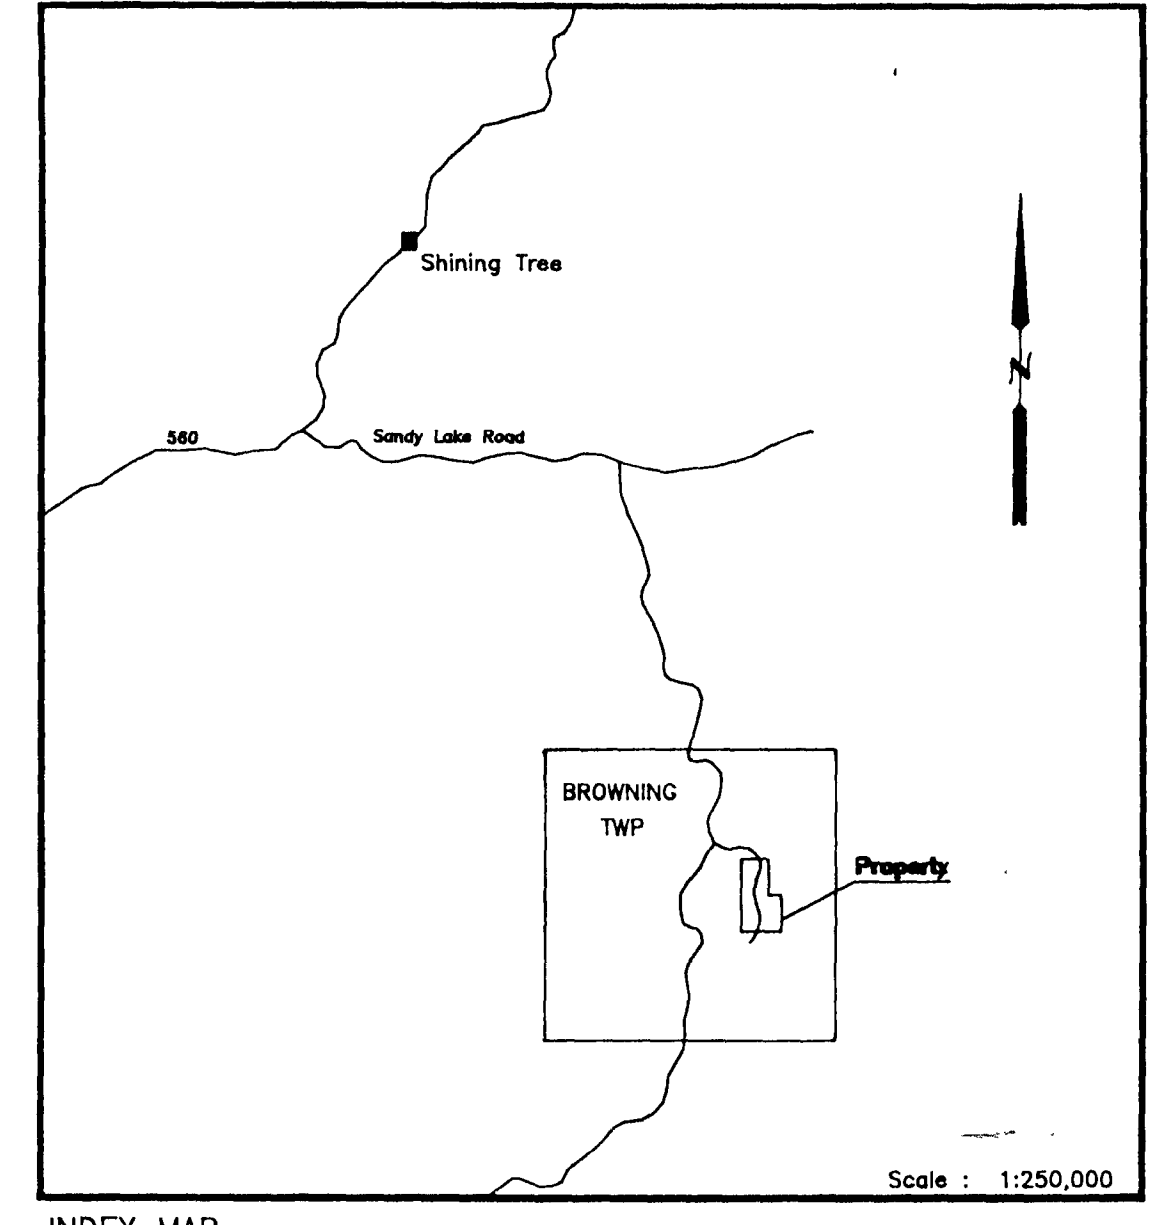 Shining Tree
N
560
Sandy Lake Road
BROWNING
TWP
Property
Scale : 1:250,000
INDEX MAP